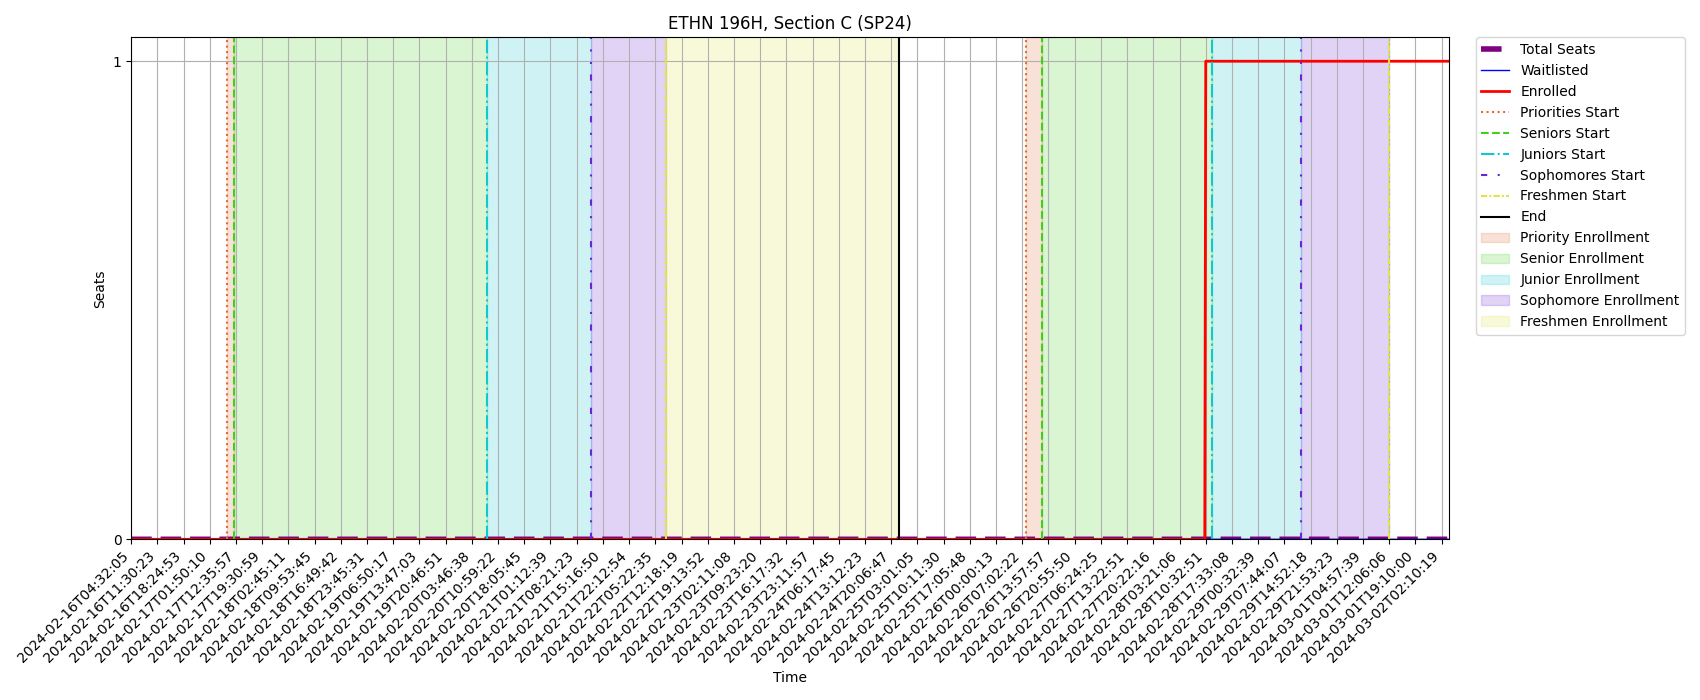 ETHN 196H, Section C (SP24)
Total Seats
Waitlisted
Enrolled
Priorities Start
Seniors Start
Juniors Start
Sophomores Start
Freshmen Start
End
Priority Enrollment
Senior Enrollment
Junior Enrollment
Sophomore Enrollment
Freshmen Enrollment
Seats
1
0
2024-02-16T04:32:05
2024-02-16T11:30:23
2024-02-16T18:24:53
2024-02-17T01:50:10
2024-02-17T12:35:57
2024-02-17T19:30:59
2024-02-18T02:45:11
2024-02-18T09:53:45
2024-02-18T16:49:42
2024-02-18T23:45:31
2024-02-19T06:50:17
2024-02-19T13:47:03
2024-02-19T20:46:51
2024-02-20T03:46:38
2024-02-20T10:59:22
2024-02-20T18:05:45
2024-02-21T01:12:39
2024-02-21T08:21:23
2024-02-21T15:16:50
2024-02-21T22:12:54
2024-02-22T05:22:35
2024-02-22T12:18:19
2024-02-22T19:13:52
2024-02-23T02:11:08
2024-02-23T09:23:20
2024-02-23T16:17:32
2024-02-23T23:11:57
2024-02-24T06:17:45
2024-02-24T13:12:23
2024-02-24T20:06:47
2024-02-25T03:01:05
2024-02-25T10:11:30
2024-02-25T17:05:48
2024-02-26T00:00:13
2024-02-26T07:02:22
2024-02-26T13:57:57
2024-02-26T20:55:50
2024-02-27T06:24:25
2024-02-27T13:22:51
2024-02-27T20:22:16
2024-02-28T03:21:06
2024-02-28T10:32:51
2024-02-28T17:33:08
2024-02-29T00:32:39
2024-02-29T07:44:07
2024-02-29T14:52:18
2024-02-29T21:53:23
2024-03-01T04:57:39
2024-03-01T12:06:06
2024-03-01T19:10:00
2024-03-02T02:10:19
Time